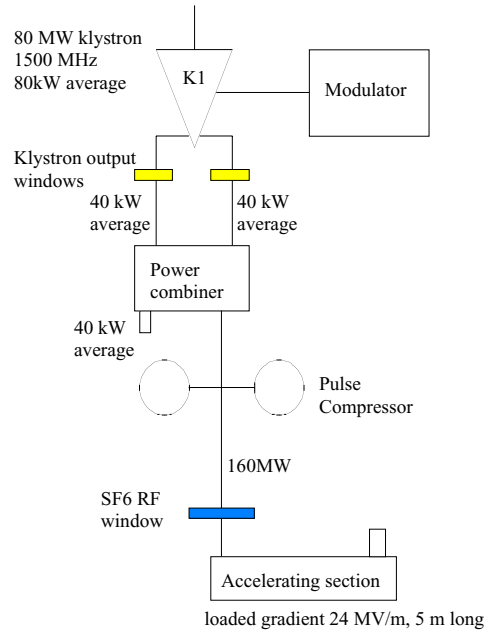 80 MW klystron
1500 MHz
80kW average
K1
Modulator
Klystron output
windows
40 kW
average
40 kW
average
Power
combiner
40 kW
average
Pulse
Compressor
160MW
SF6 RF
window
Accelerating section
loaded gradient 24 MV/m, 5 m long